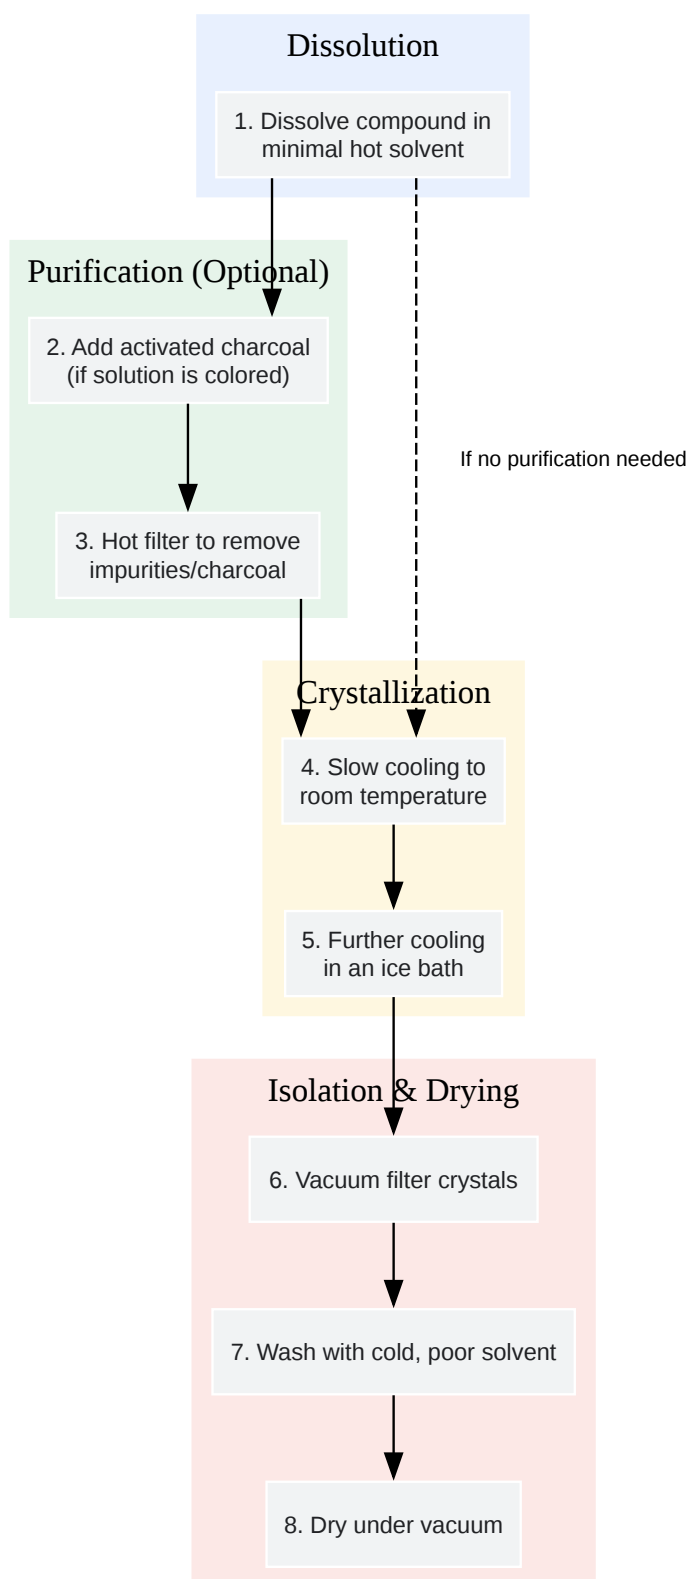 Dissolution
1. Dissolve compound in
minimal hot solvent
Purification (Optional)
2. Add activated charcoal
(if solution is colored)
If no purification needed
3. Hot filter to remove
impurities/charcoal
Crystallization
4. Slow cooling to
room temperature
5. Further cooling
in an ice bath
Isolation & Drying
6. Vacuum filter crystals
7. Wash with cold, poor solvent
8. Dry under vacuum